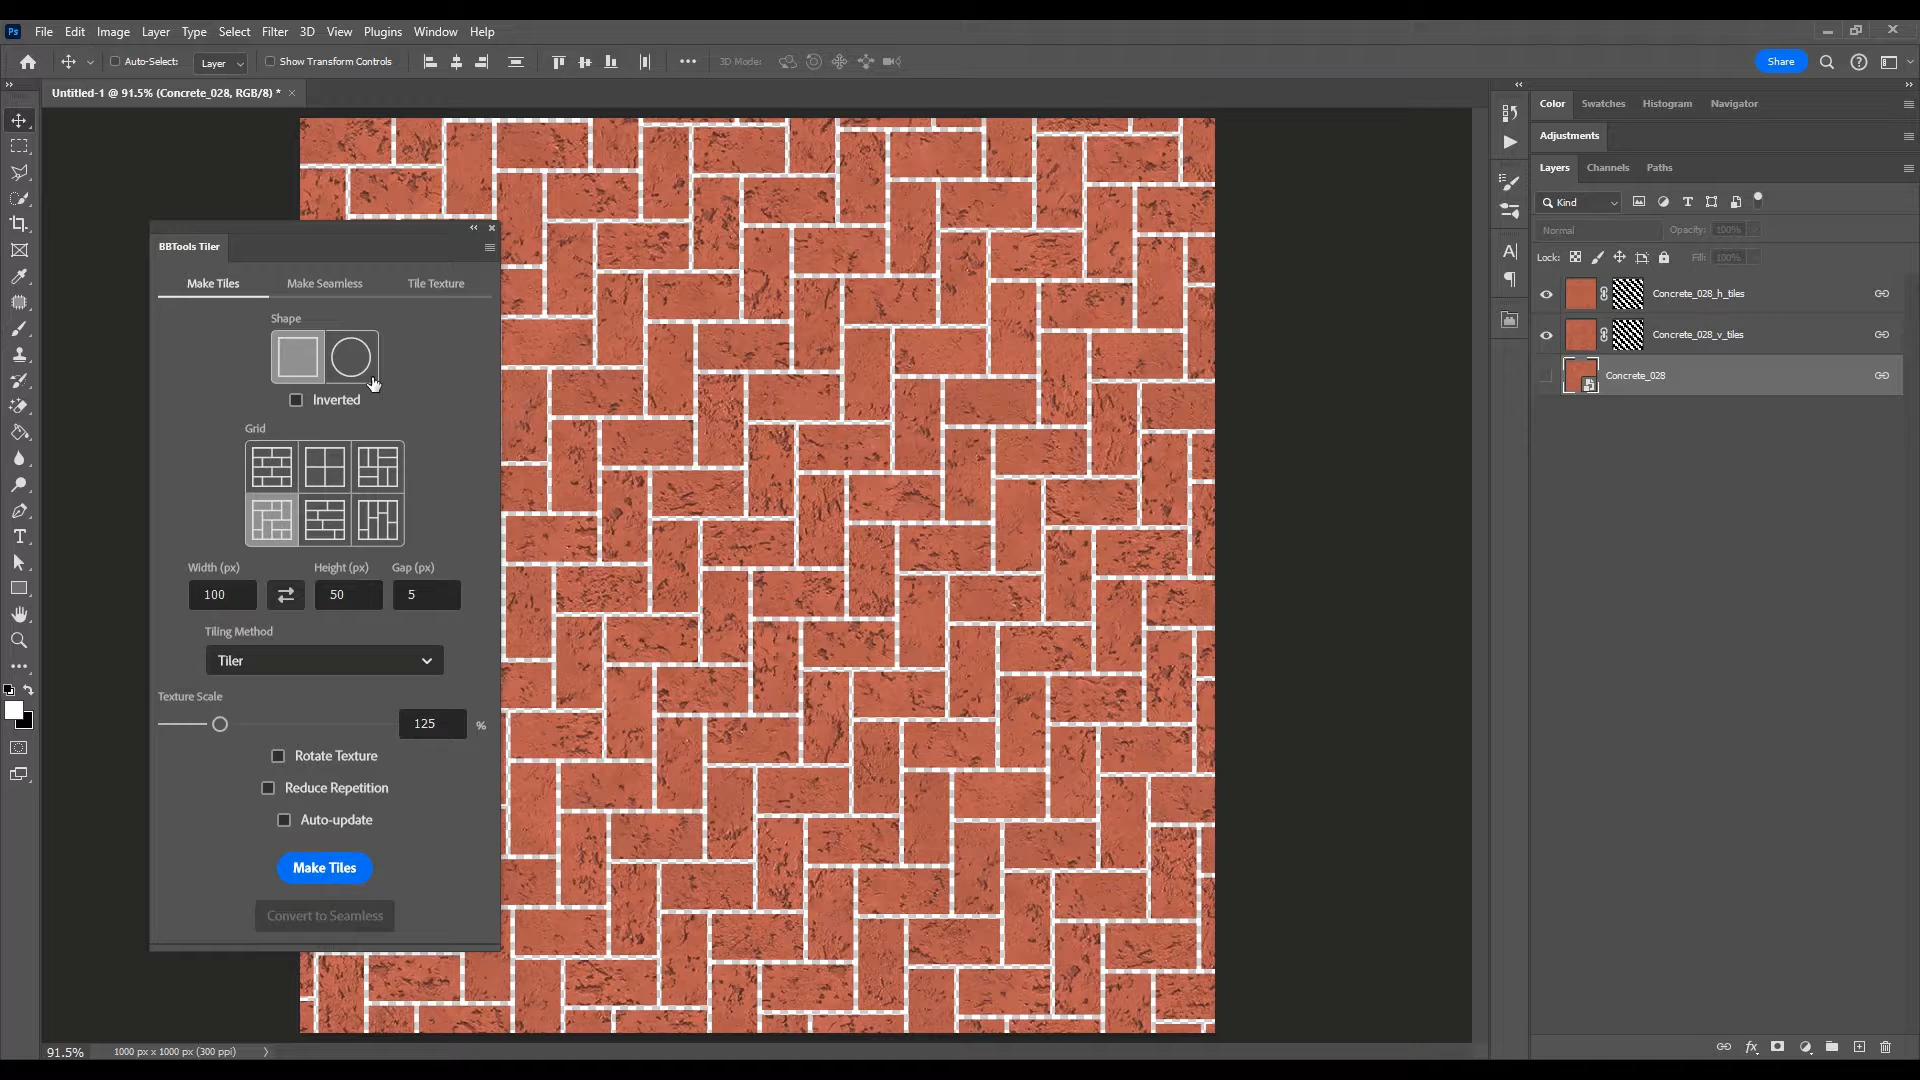 Ps File Edit Image Layer Type Select Filter 3D View Plugins Window Help
Auto-Select: Layer Show Transform Controls 3D Mode: Share
Untitled-1 @ 91.5% (Concrete_028, RGB/8) *
Color Swatches Histogram Navigator
Adjustments
Layers Channels Paths
Kind
Normal Opacity: 100%
Lock: Fill: 100%
Concrete_028_h_tiles
Concrete_028_v_tiles
Concrete_028
BBTools Tiler
Make Tiles Make Seamless Tile Texture
Shape
Inverted
Grid
Width (px) Height (px) Gap (px)
100 50 5
Tiling Method
Tiler
Texture Scale
125 %
Rotate Texture
Reduce Repetition
Auto-update
Make Tiles
Convert to Seamless
91.5% 1000 px x 1000 px (300 ppi)